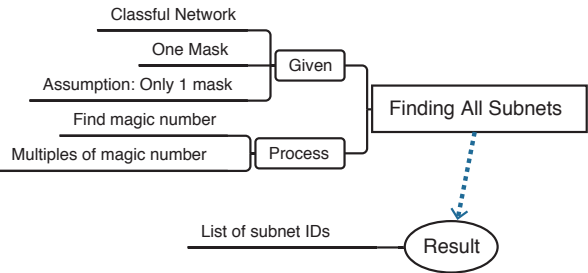 Classful Network
One Mask
Given
Assumption: Only 1 mask
Finding All Subnets
Find magic number
Multiples of magic number
Process
List of subnet IDs
Result